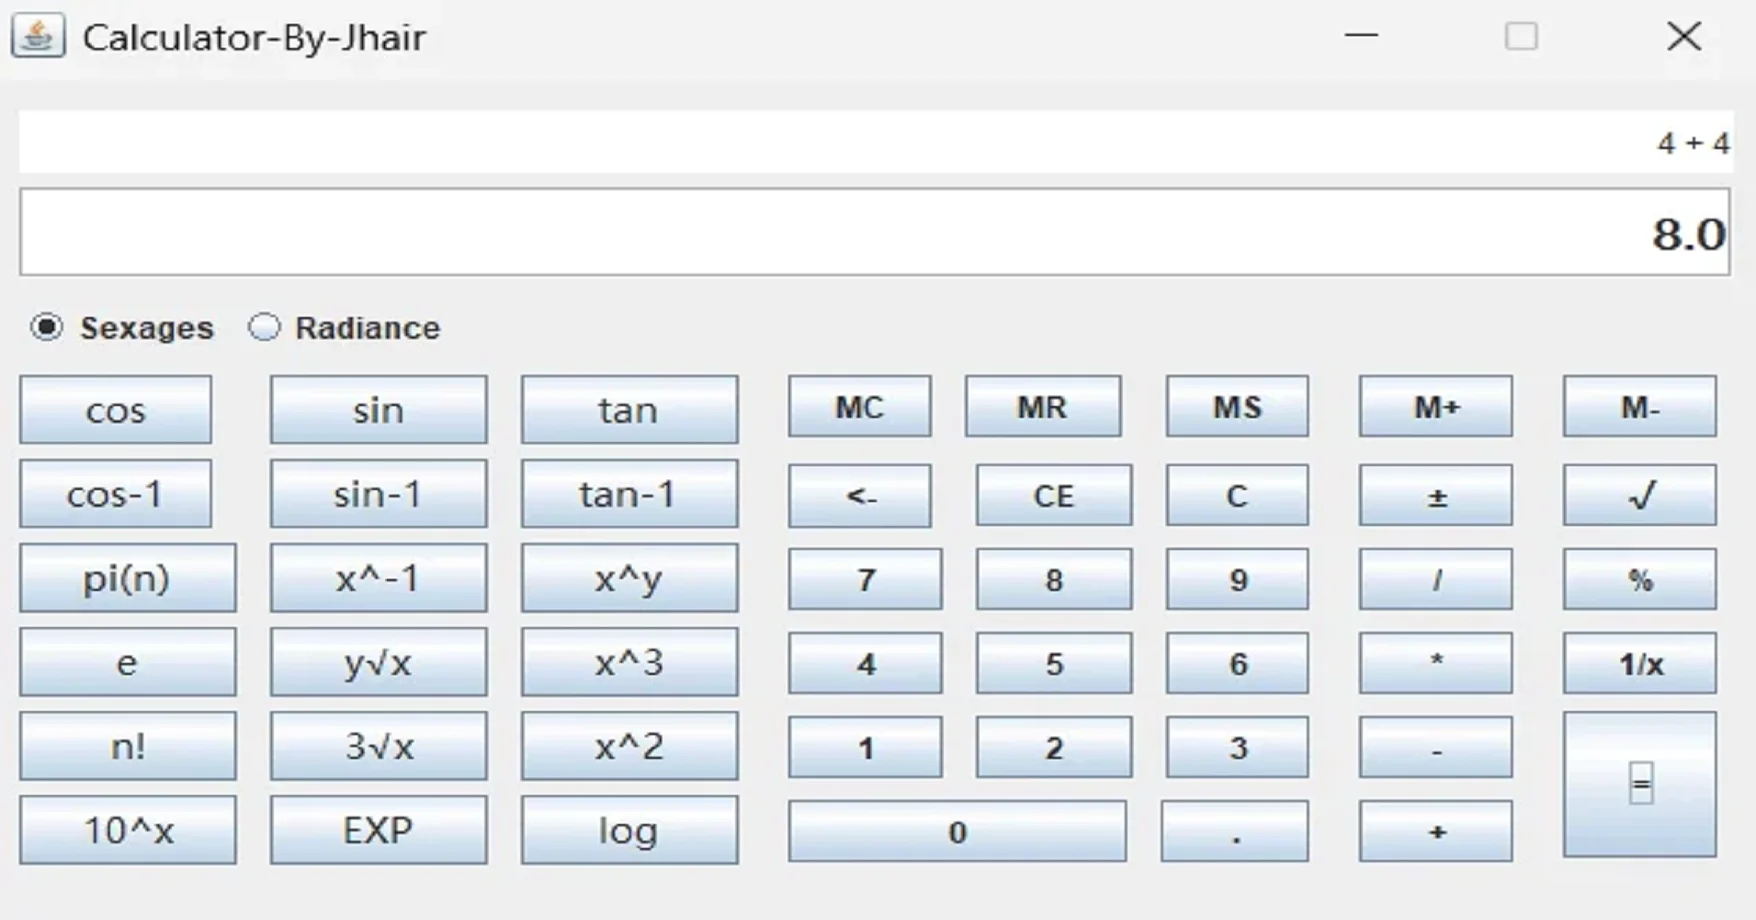 Calculator-By-Jhair
4 + 4
8.0
Sexages Radiance
cos sin tan MC MR MS M+ M-
cos-1 sin-1 tan-1 <- CE C ± √
pi(n) x^-1 x^y 7 8 9 / %
e y√x x^3 4 5 6 * 1/x
n! 3√x x^2 1 2 3 - =
10^x EXP log 0 . +